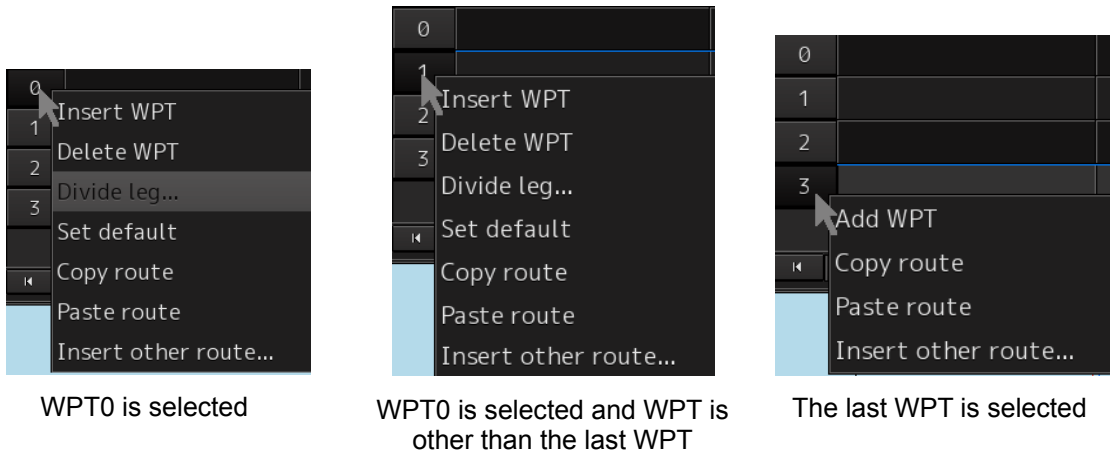 0
1
2
3
Insert WPT
Delete WPT
Divide leg...
Set default
Copy route
Paste route
Insert other route...
WPT0 is selected
0
1
2
3
Insert WPT
Delete WPT
Divide leg...
Set default
Copy route
Paste route
Insert other route...
WPT0 is selected and WPT is
other than the last WPT
0
1
2
3
Add WPT
Copy route
Paste route
Insert other route...
The last WPT is selected